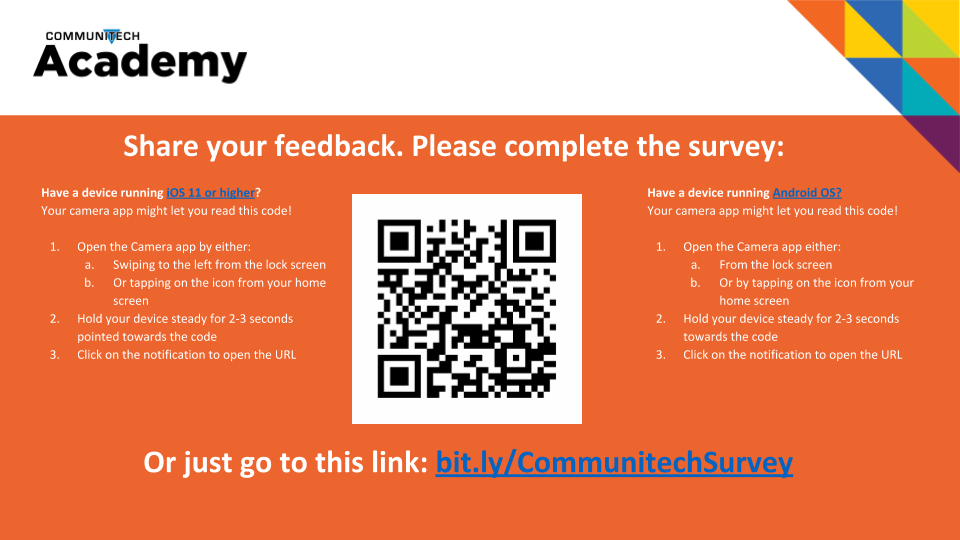 COMMUNITECH
Academy
Share your feedback. Please complete the survey:
Have a device running iOS 11 or higher?
Your camera app might let you read this code!
1. Open the Camera app by either:
a. Swiping to the left from the lock screen
b. Or tapping on the icon from your home
screen
2. Hold your device steady for 2-3 seconds
pointed towards the code
3. Click on the notification to open the URL
Have a device running Android OS?
Your camera app might let you read this code!
1. Open the Camera app either:
a. From the lock screen
b. Or by tapping on the icon from your
home screen
2. Hold your device steady for 2-3 seconds
towards the code
3. Click on the notification to open the URL
Or just go to this link: bit.ly/CommunitechSurvey